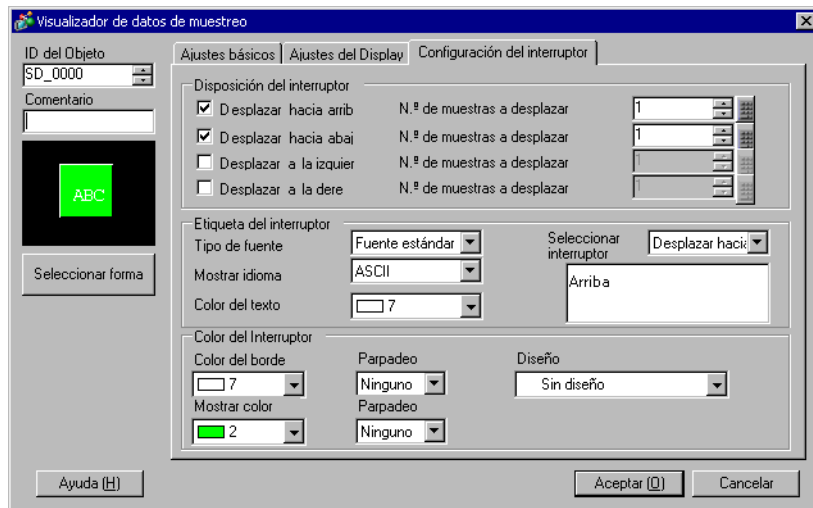 Visualizador de datos de muestreo
ID del Objeto
SD_0000
Comentario
ABC
Seleccionar forma
Ajustes básicos
Ajustes del Display
Configuración del interruptor
Disposición del interruptor
Desplazar hacia arrib N.º de muestras a desplazar 1
Desplazar hacia abaj N.º de muestras a desplazar 1
Desplazar a la izquier N.º de muestras a desplazar 1
Desplazar a la dere N.º de muestras a desplazar 1
Etiqueta del interruptor
Tipo de fuente Fuente estándar
Mostrar idioma ASCII
Color del texto 7
Seleccionar
interruptor
Desplazar hacia
Arriba
Color del Interruptor
Color del borde Parpadeo Diseño
7 Ninguno Sin diseño
Mostrar color Parpadeo
2 Ninguno
Ayuda (H) Aceptar (O) Cancelar